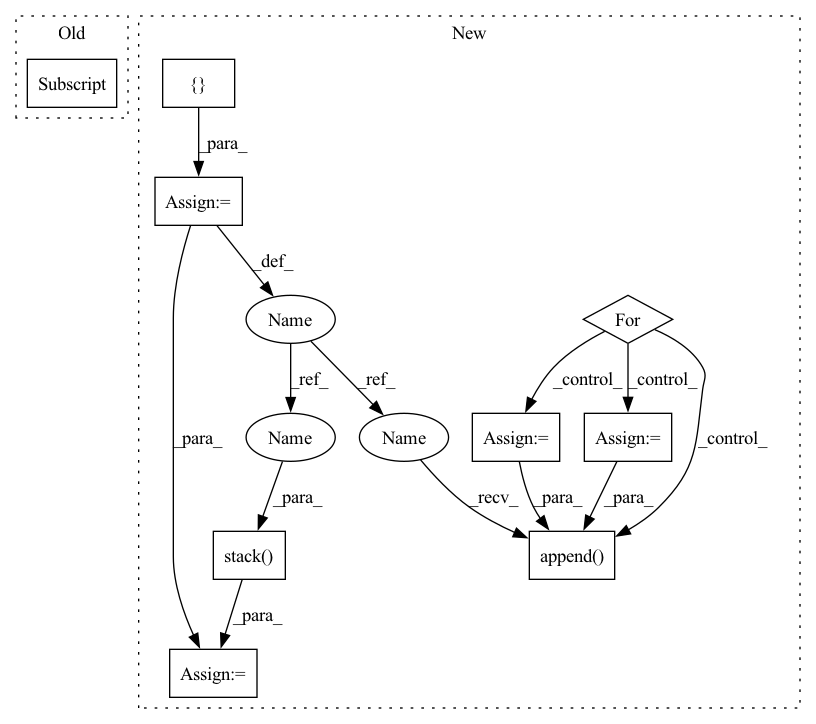 Old
New
Subscript
{}
_para_
Assign:=
_def_
Name
For
_ref_
_ref_
_control_
_control_
_para_
Name
Name
Assign:=
Assign:=
_control_
_para_
_recv_
_para_
_para_
stack()
append()
_para_
Assign:=